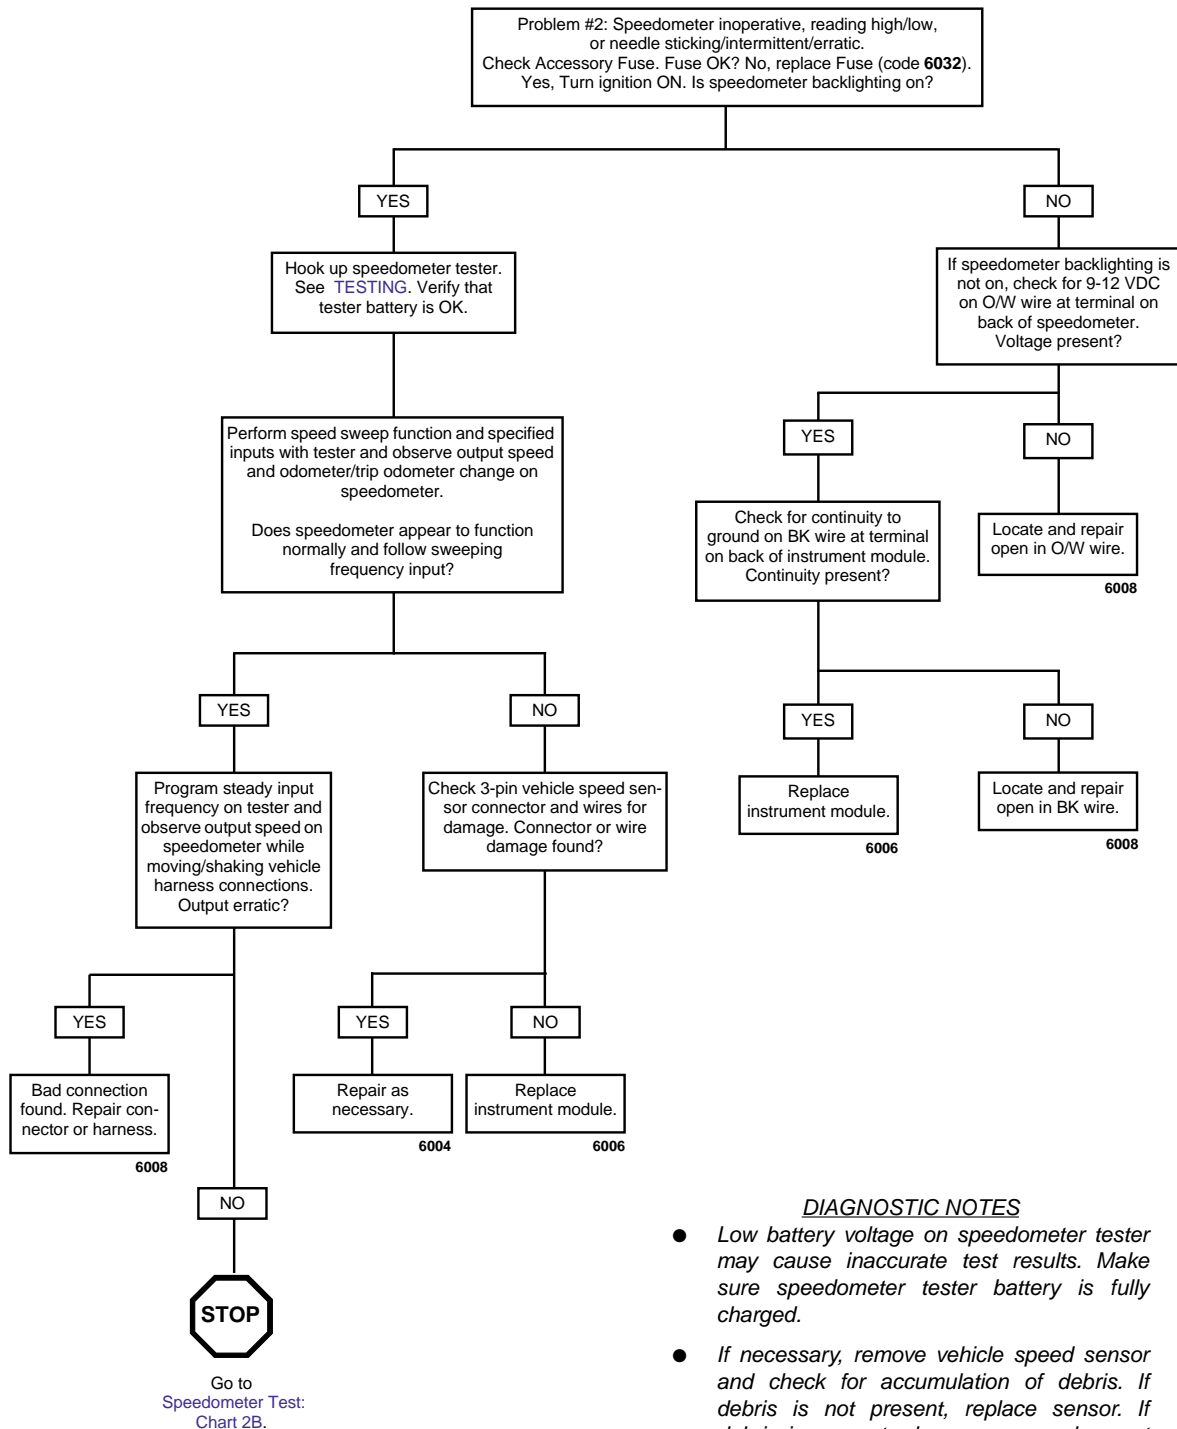 Problem #2: Speedometer inoperative, reading high/low,
or needle sticking/intermittent/erratic.
Check Accessory Fuse. Fuse OK? No, replace Fuse (code 6032).
Yes, Turn ignition ON. Is speedometer backlighting on?
YES
NO
Hook up speedometer tester.
See TESTING. Verify that
tester battery is OK.
If speedometer backlighting is
not on, check for 9-12 VDC
on O/W wire at terminal on
back of speedometer.
Voltage present?
Perform speed sweep function and specified
inputs with tester and observe output speed
and odometer/trip odometer change on
speedometer.
Does speedometer appear to function
normally and follow sweeping
frequency input?
YES
NO
Check for continuity to
ground on BK wire at terminal
on back of instrument module.
Continuity present?
Locate and repair
open in O/W wire.
6008
YES
NO
YES
NO
Program steady input
frequency on tester and
observe output speed on
speedometer while
moving/shaking vehicle
harness connections.
Output erratic?
Check 3-pin vehicle speed sen-
sor connector and wires for
damage. Connector or wire
damage found?
Replace
instrument module.
6006
Locate and repair
open in BK wire.
6008
YES
YES
NO
Bad connection
found. Repair con-
nector or harness.
6008
Repair as
necessary.
6004
Replace
instrument module.
6006
NO
STOP
Go to
Speedometer Test:
Chart 2B.
DIAGNOSTIC NOTES
● Low battery voltage on speedometer tester
may cause inaccurate test results. Make
sure speedometer tester battery is fully
charged.
● If necessary, remove vehicle speed sensor
and check for accumulation of debris. If
debris is not present, replace sensor. If